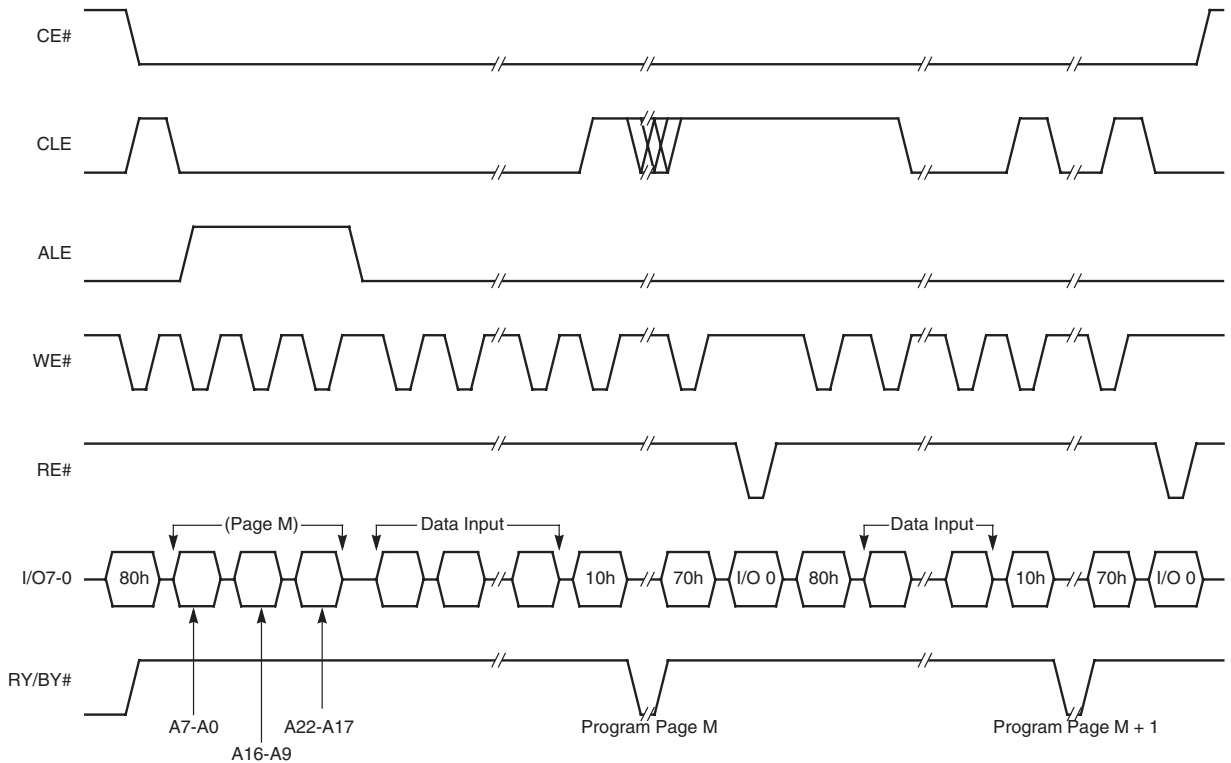 CE#
CLE
ALE
WE#
RE#
(Page M)
Data Input
Data Input
I/O7-0
80h
10h
70h
I/O 0
80h
10h
70h
I/O 0
RY/BY#
A7-A0
A22-A17
Program Page M
Program Page M + 1
A16-A9